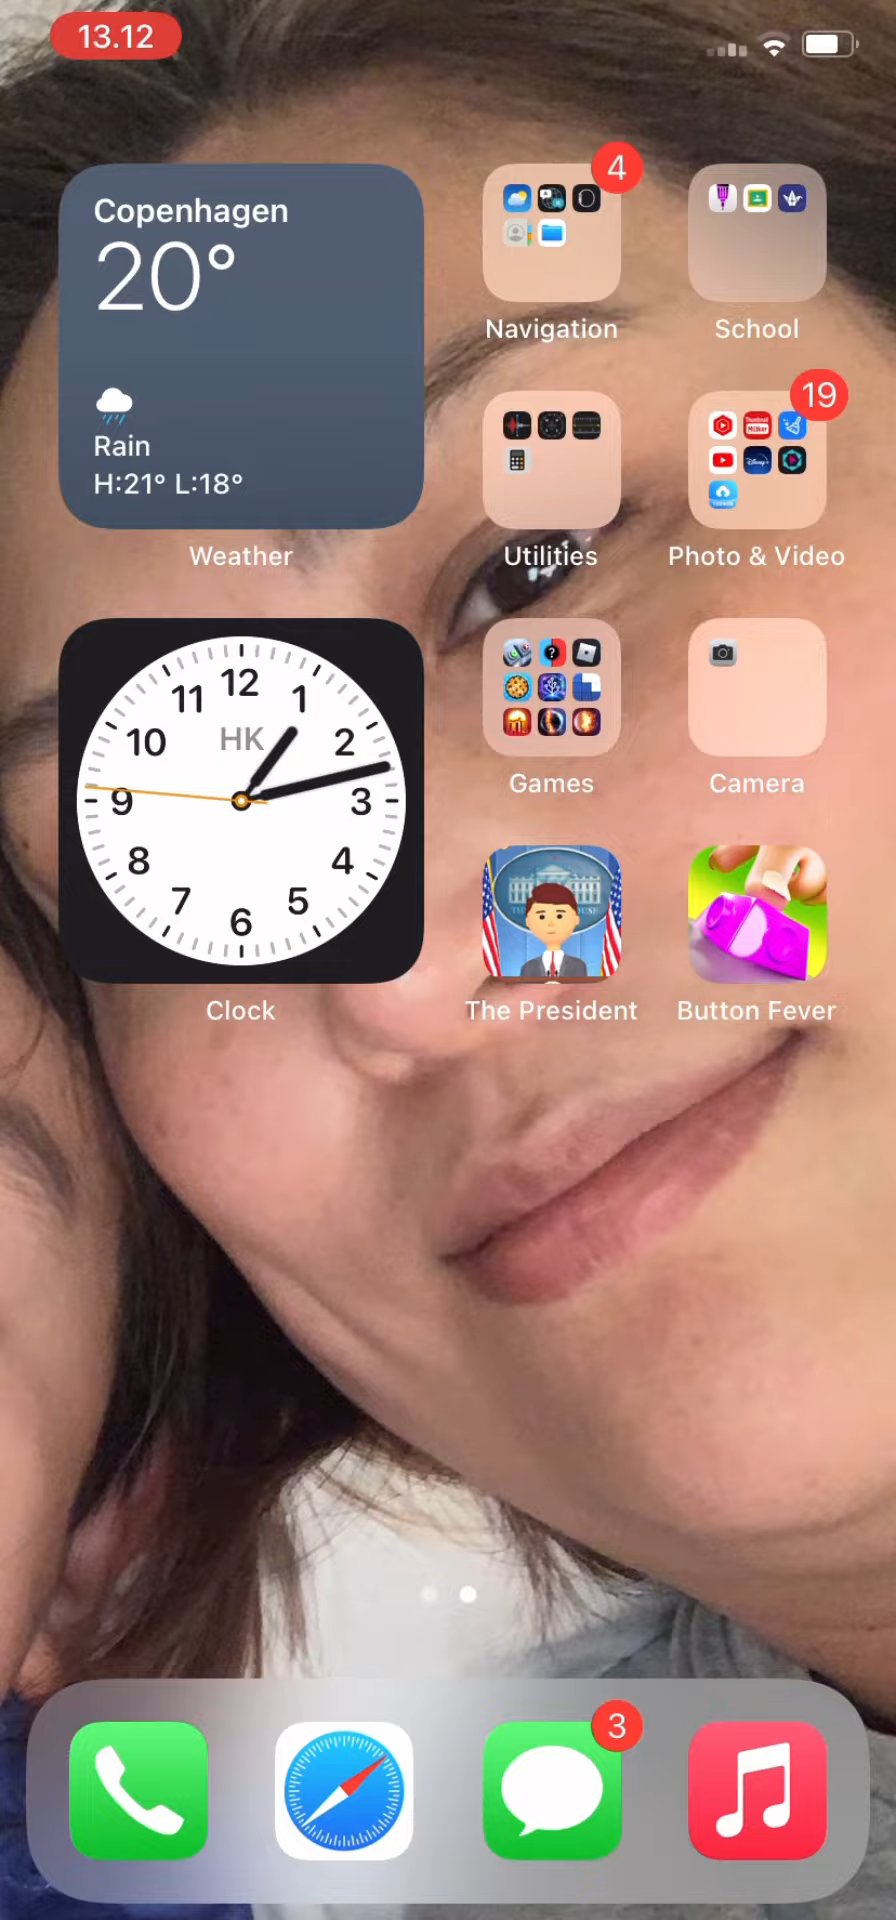 13.12
Copenhagen
20°
Rain
H:21° L:18°
Weather
4
Navigation
School
Utilities
19
Photo & Video
12
11
1
HK
10
2
9
3
8
4
7
5
6
Clock
Games
Camera
The President
Button Fever
3